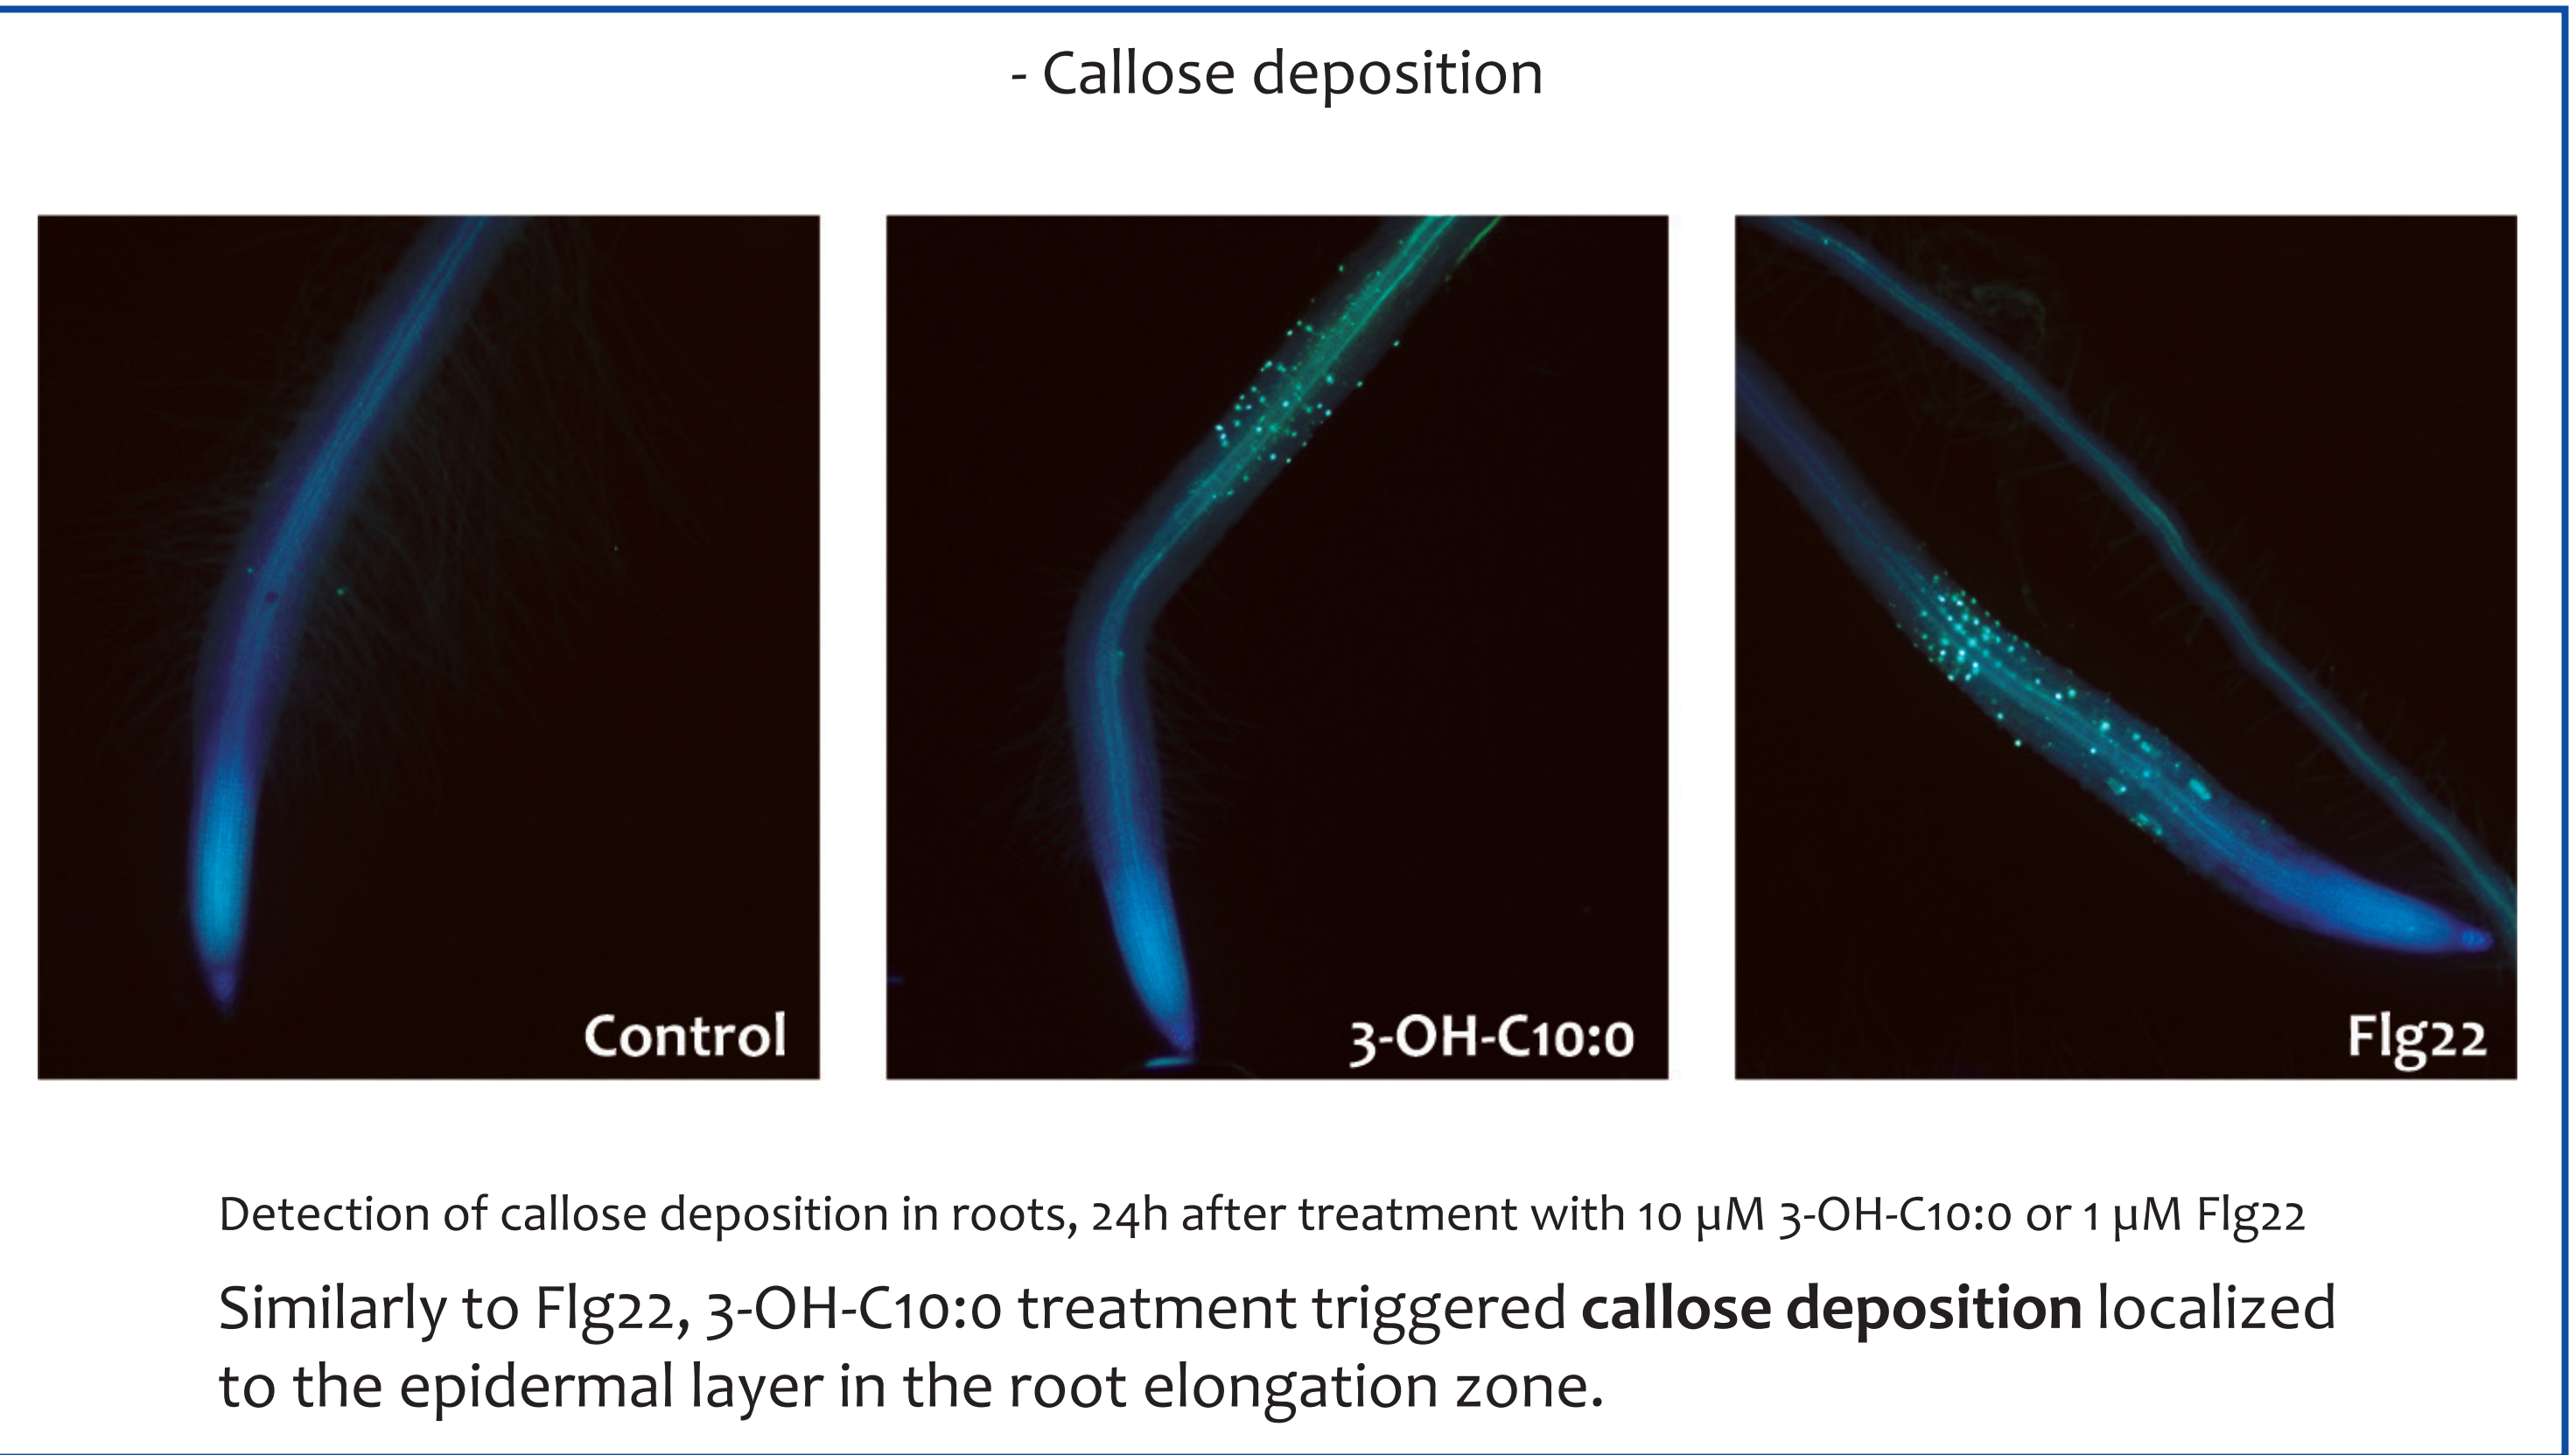 - Callose deposition
Control
3-OH-C10:0
Flg22
Detection of callose deposition in roots, 24h after treatment with 10 µM 3-OH-C10:0 or 1 µM Flg22
Similarly to Flg22, 3-OH-C10:0 treatment triggered callose deposition localized
to the epidermal layer in the root elongation zone.